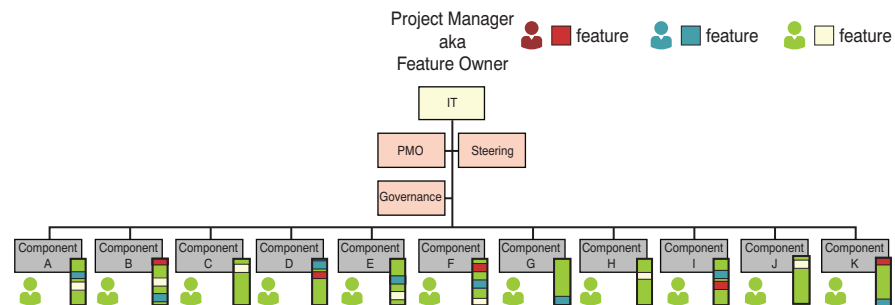 Project Manager
aka
Feature Owner
feature
feature
feature
IT
PMO
Steering
Governance
Component
A
Component
B
Component
C
Component
D
Component
E
Component
F
Component
G
Component
H
Component
I
Component
J
Component
K